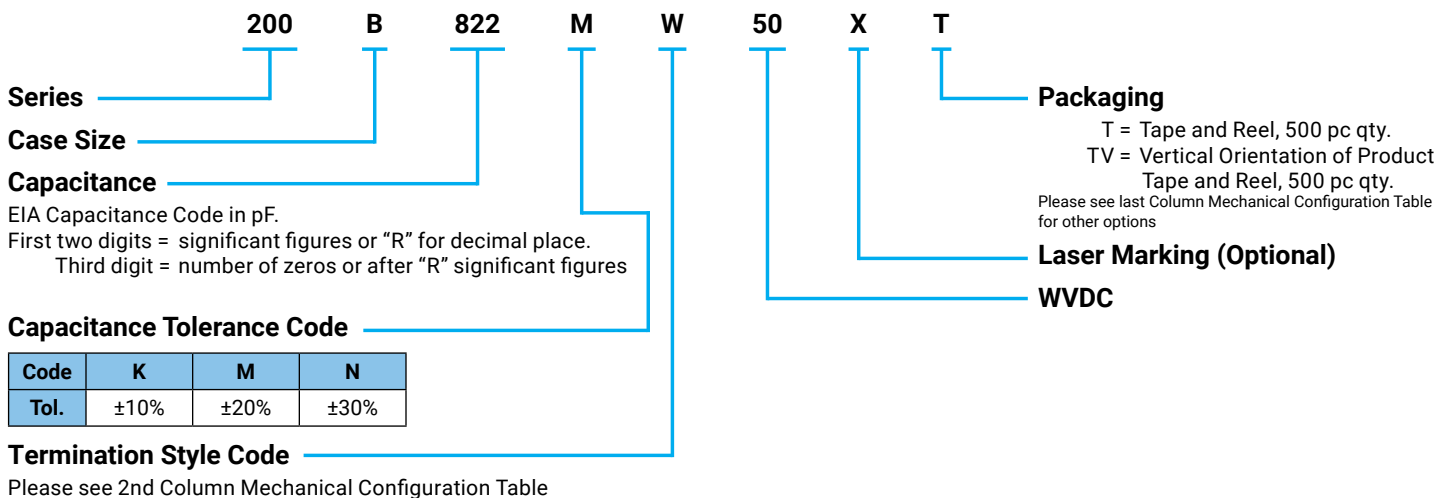 200 B 822 M W 50 X T
Series
Case Size
Capacitance
EIA Capacitance Code in pF.
First two digits = significant figures or “R” for decimal place.
Third digit = number of zeros or after “R” significant figures
Capacitance Tolerance Code
Code K M N
Tol. ±10% ±20% ±30%
Termination Style Code
Please see 2nd Column Mechanical Configuration Table
Packaging
T = Tape and Reel, 500 pc qty.
TV = Vertical Orientation of Product
Tape and Reel, 500 pc qty.
Please see last Column Mechanical Configuration Table
for other options
Laser Marking (Optional)
WVDC